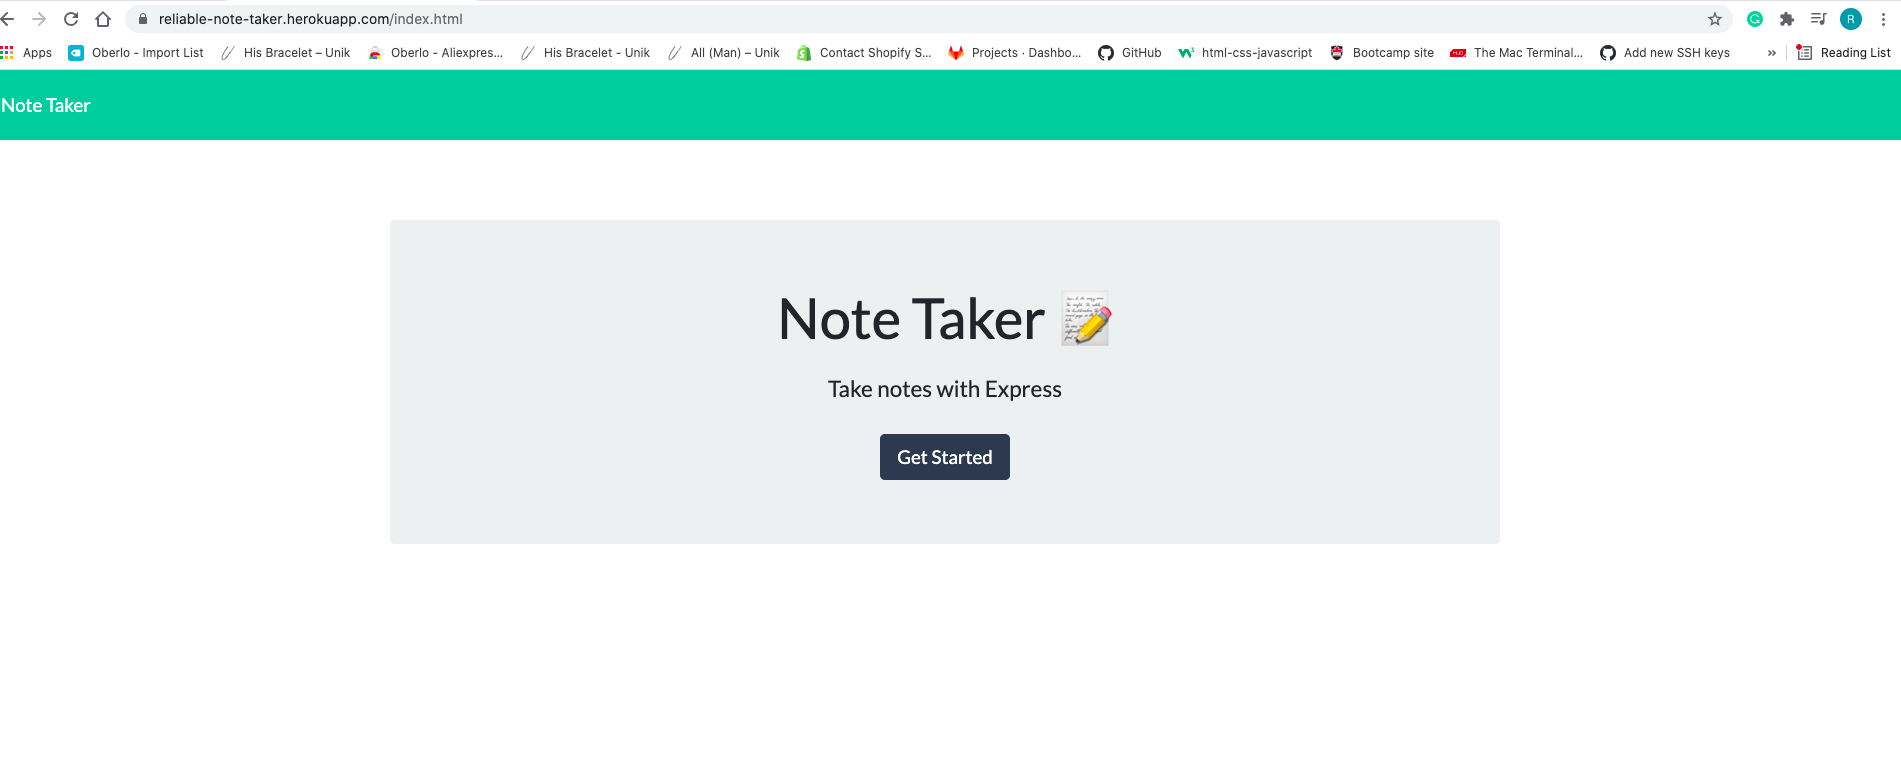 reliable-note-taker.herokuapp.com/index.html
R
Apps Oberlo - Import List His Bracelet – Unik Oberlo - Aliexpres... His Bracelet - Unik All (Man) – Unik Contact Shopify S... Projects · Dashbo... GitHub html-css-javascript Bootcamp site The Mac Terminal... Add new SSH keys » Reading List
Note Taker
Note Taker
Take notes with Express
Get Started